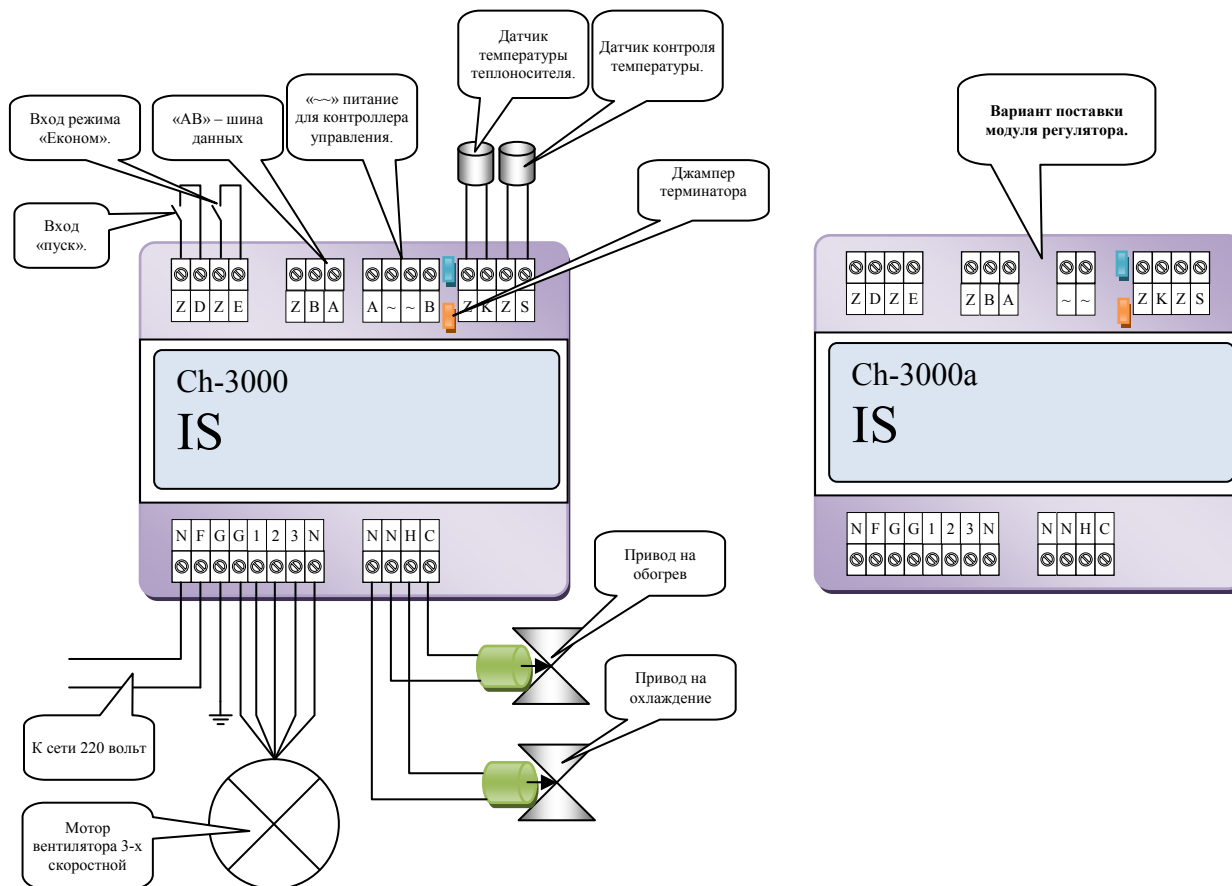 Датчик
температуры
теплоносителя.
Датчик контроля
температуры.
«~~» питание
для контроллера
управления.
Вход режима
«Економ».
«АВ» – шина
данных
Вариант поставки
модуля регулятора.
Джампер
терминатора
Вход
«пуск».
Z D Z E
Z B A
A ~ ~ B
Z K Z S
Z D Z E
Z B A
~ ~
Z K Z S
Ch-3000
IS
Ch-3000a
IS
N F G G 1 2 3 N
N N H C
N F G G 1 2 3 N
N N H C
Привод на
обогрев
Привод на
охлаждение
К сети 220 вольт
Мотор
вентилятора 3-х
скоростной